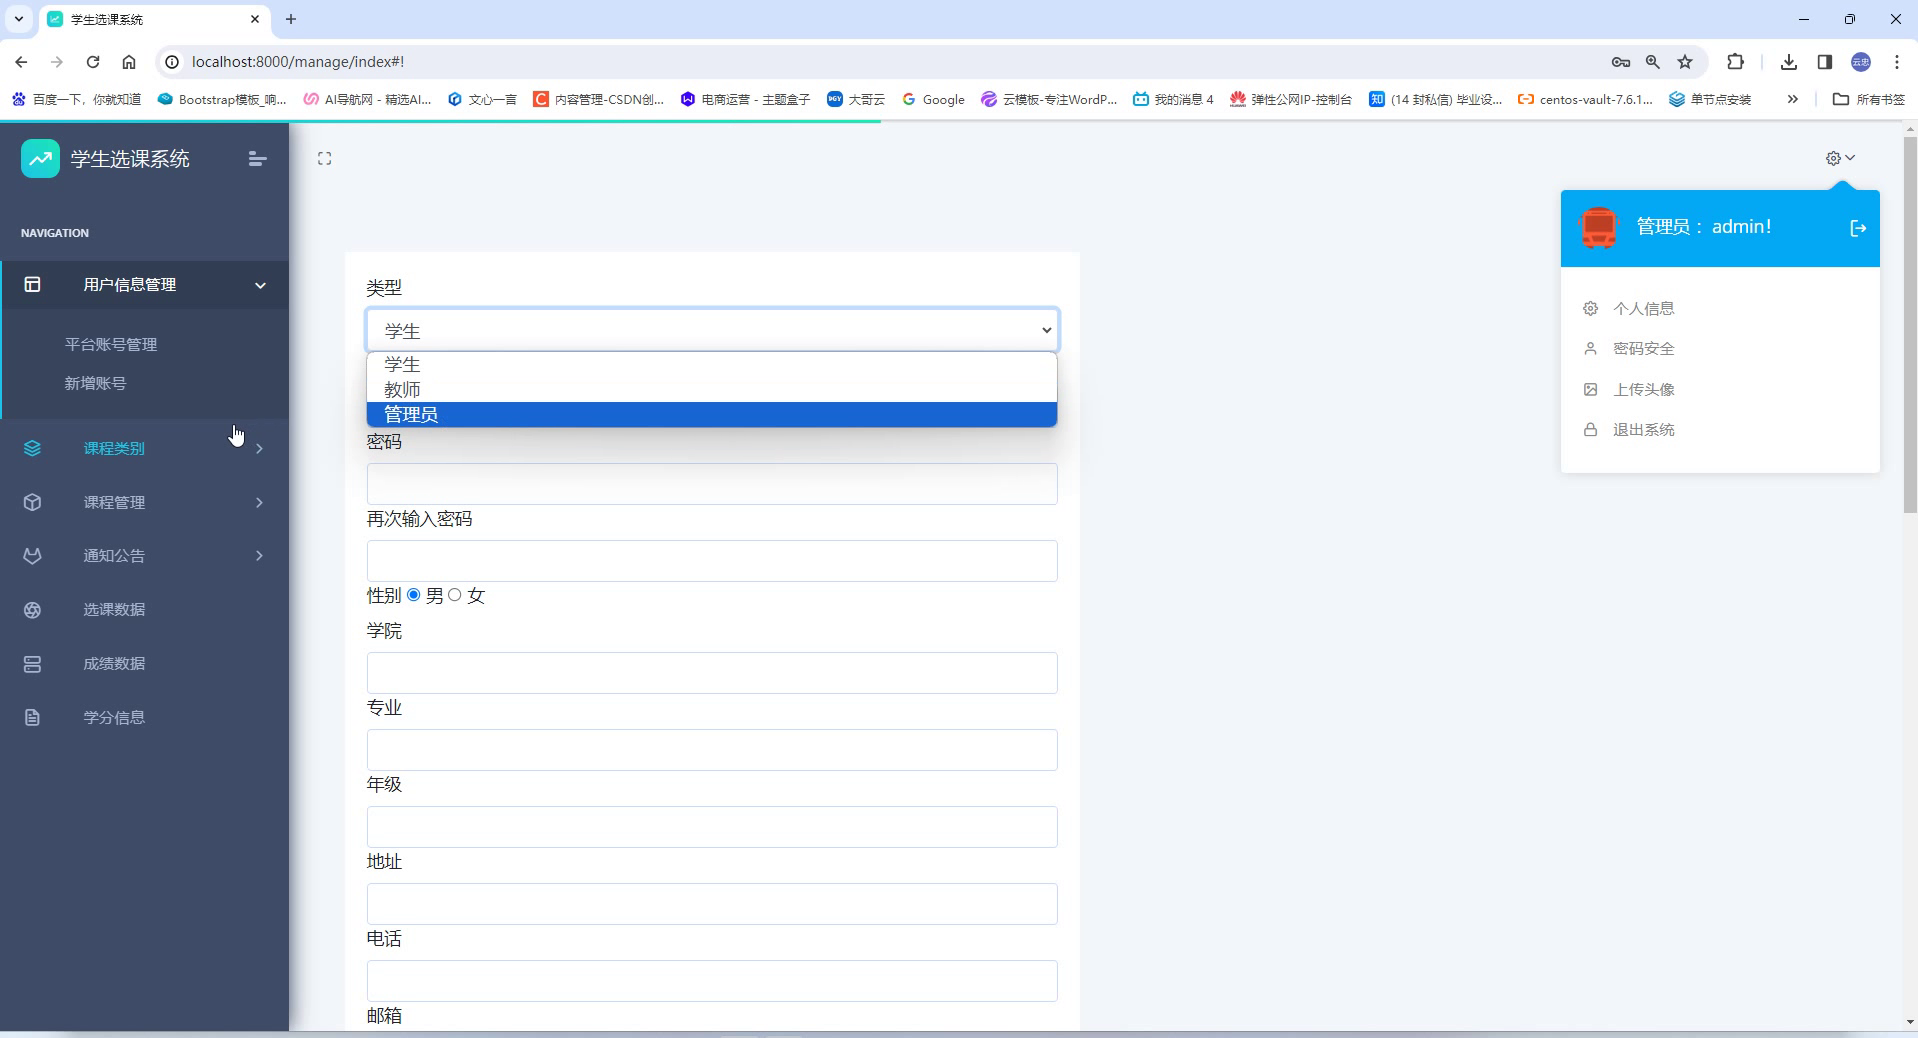 学生选课系统
localhost:8000/manage/index#!
云忠
百度一下，你就知道
Bootstrap模板_响...
AI导航网 - 精选AI...
文心一言
内容管理-CSDN创...
电商运营 - 主题盒子
大哥云
Google
云模板-专注WordP...
我的消息 4
弹性公网IP-控制台
知 (14 封私信) 毕业设...
centos-vault-7.6.1...
单节点安装
所有书签
学生选课系统
NAVIGATION
用户信息管理
平台账号管理
新增账号
课程类别
课程管理
通知公告
选课数据
成绩数据
学分信息
类型
学生
学生
教师
管理员
密码
再次输入密码
性别 男 女
学院
专业
年级
地址
电话
邮箱
管理员： admin!
个人信息
密码安全
上传头像
退出系统